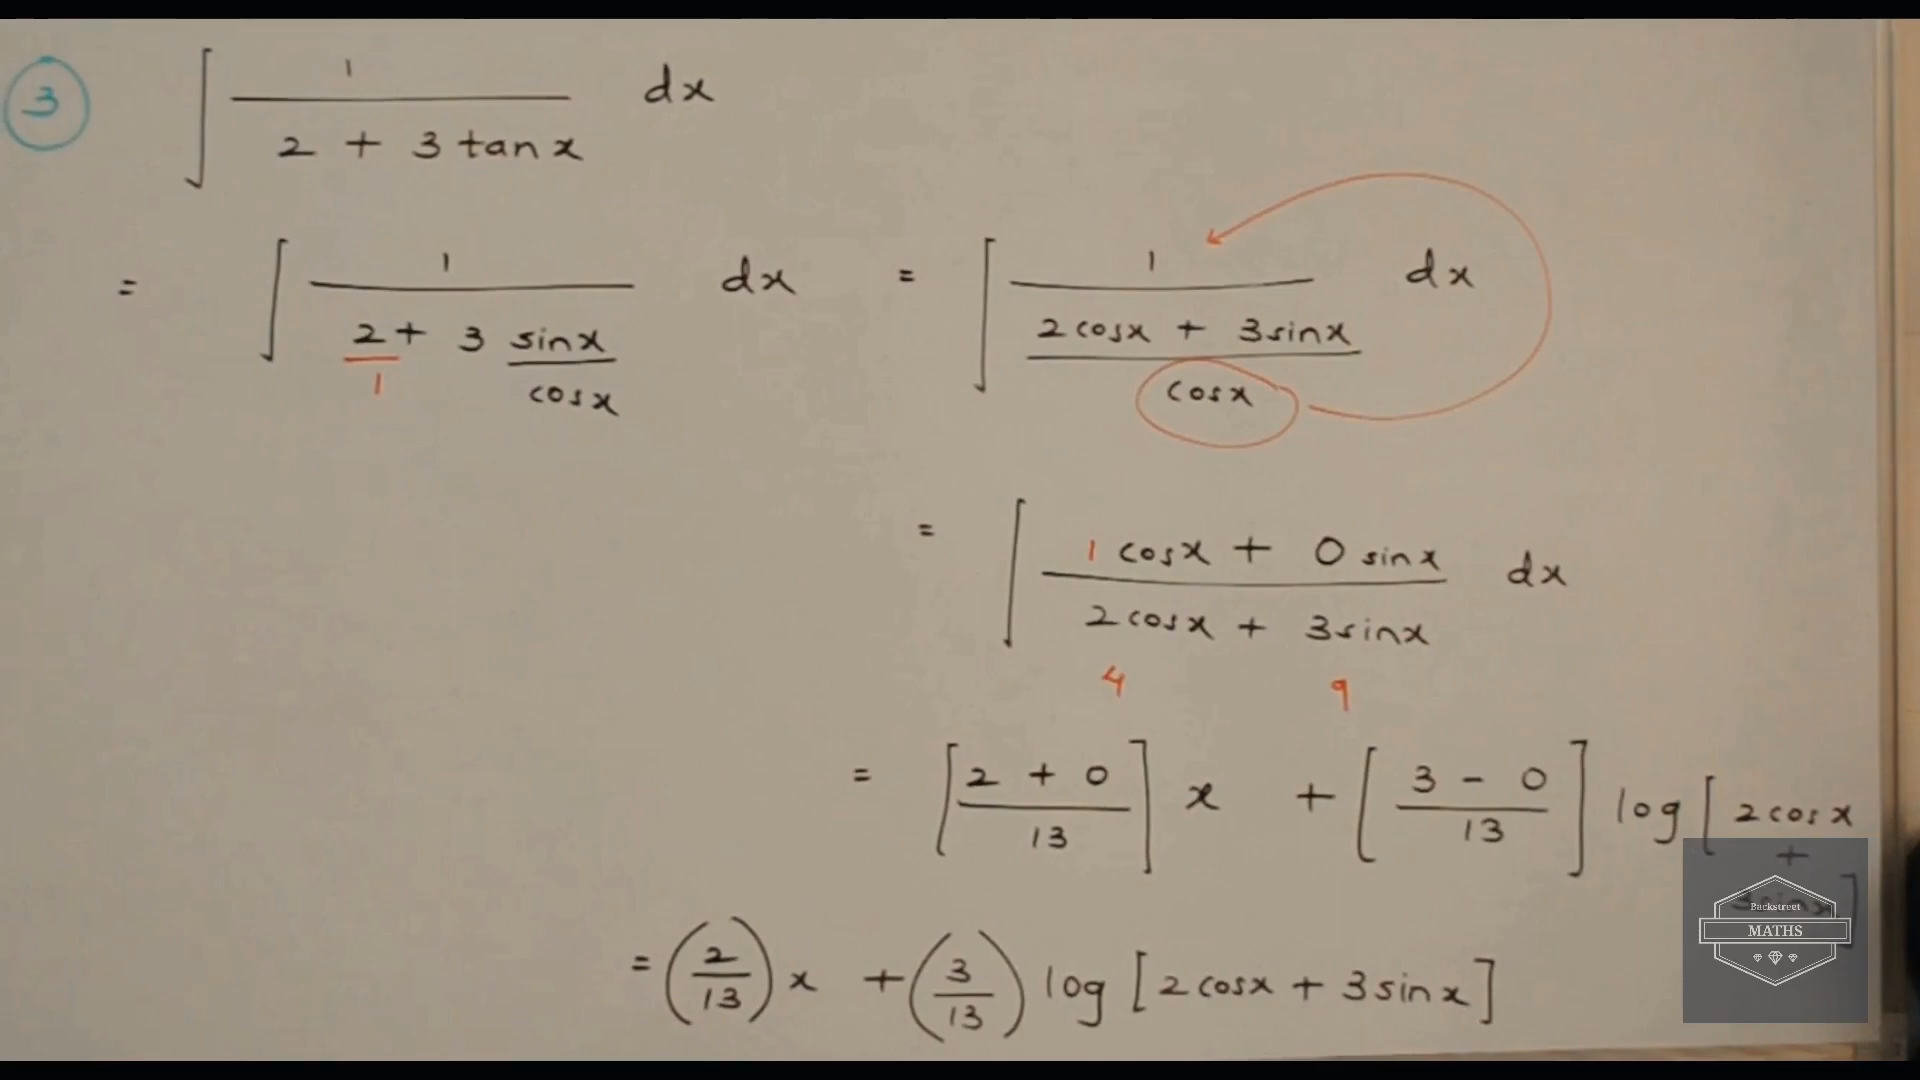 3
∫ 1 / (2 + 3 tan x) dx
= ∫ 1 / (2/1 + 3 sin x / cos x) dx = ∫ 1 / ((2 cos x + 3 sin x) / cos x) dx
= ∫ (1 cos x + 0 sin x) / (2 cos x + 3 sin x) dx
4 9
= [(2 + 0) / 13] x + [(3 - 0) / 13] log [2 cos x
+
3 sin x]
Backstreet
MATHS
= (2/13) x + (3/13) log [2 cos x + 3 sin x]